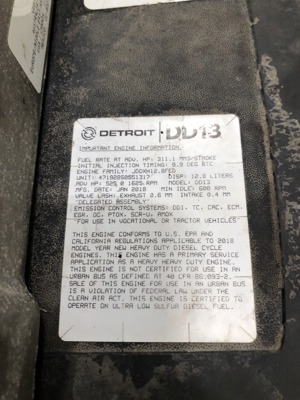 DETROIT DD13
IMPORTANT ENGINE INFORMATION
FUEL RATE AT ADV. HP: 311.1 MM3/STROKE
INITIAL INJECTION TIMING: 9.9 DEG BTC
ENGINE FAMILY: JDDXH12.8FED
UNIT: 471928S0551317 DISP: 12.8 LITERS
ADV HP: 525 @ 1625 RPM MODEL: DD13
MFG. DATE: JAN 2018 MIN IDLE: 600 RPM
VALVE LASH: EXHAUST 0.6 MM INTAKE 0.4 MM
"DELEGATED ASSEMBLY"
EMISSION CONTROL SYSTEMS: DDI, TC, CAC, ECM,
EGR, OC, PTOX, SCR-U, AMOX
"FOR USE IN VOCATIONAL OR TRACTOR VEHICLES"
THIS ENGINE CONFORMS TO U.S. EPA AND
CALIFORNIA REGULATIONS APPLICABLE TO 2018
MODEL YEAR NEW HEAVY DUTY DIESEL CYCLE
ENGINES. THIS ENGINE HAS A PRIMARY SERVICE
APPLICATION AS A HEAVY HEAVY DUTY ENGINE.
THIS ENGINE IS NOT CERTIFIED FOR USE IN AN
URBAN BUS AS DEFINED AT 40 CFR 86.093-2.
SALE OF THIS ENGINE FOR USE IN AN URBAN BUS
IS A VIOLATION OF FEDERAL LAW UNDER THE
CLEAN AIR ACT. THIS ENGINE IS CERTIFIED TO
OPERATE ON ULTRA LOW SULFUR DIESEL FUEL.